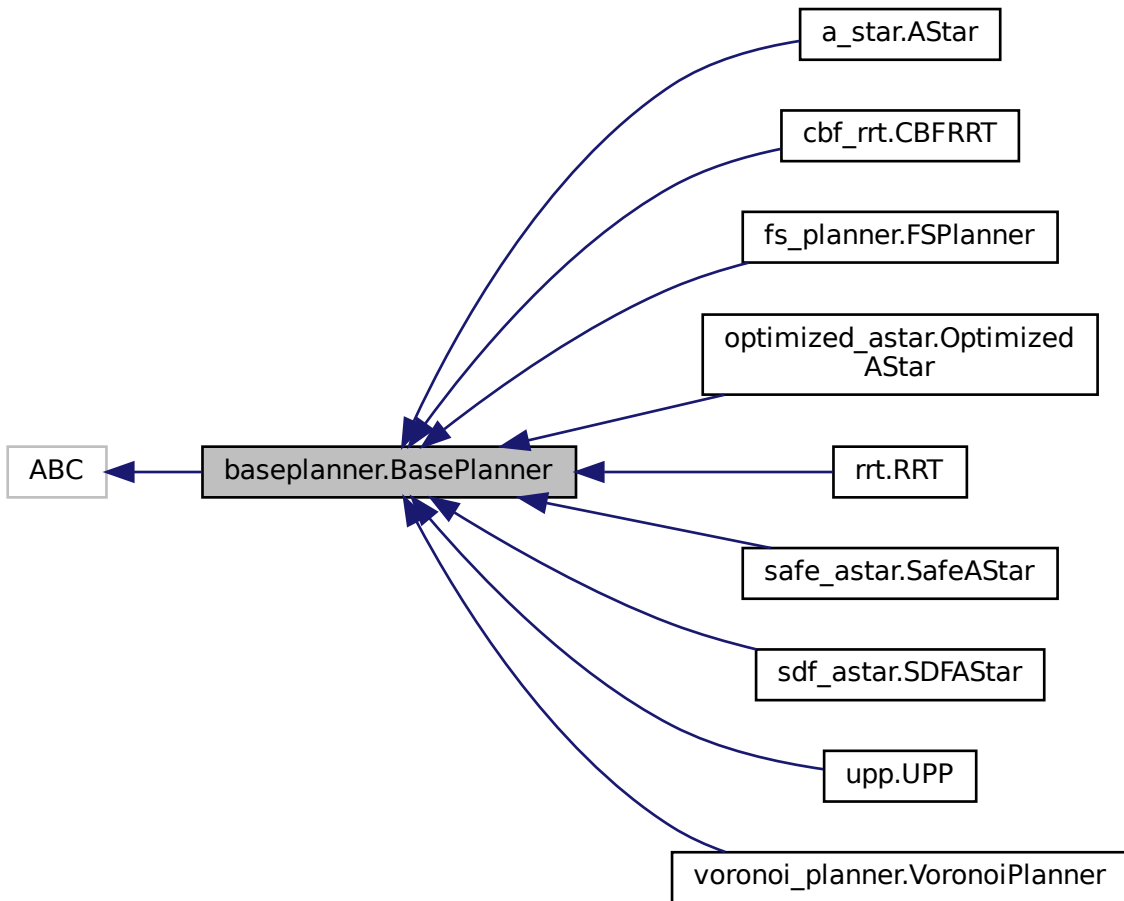 a_star.AStar
cbf_rrt.CBFRRT
fs_planner.FSPlanner
optimized_astar.Optimized
AStar
ABC
baseplanner.BasePlanner
rrt.RRT
safe_astar.SafeAStar
sdf_astar.SDFAStar
upp.UPP
voronoi_planner.VoronoiPlanner